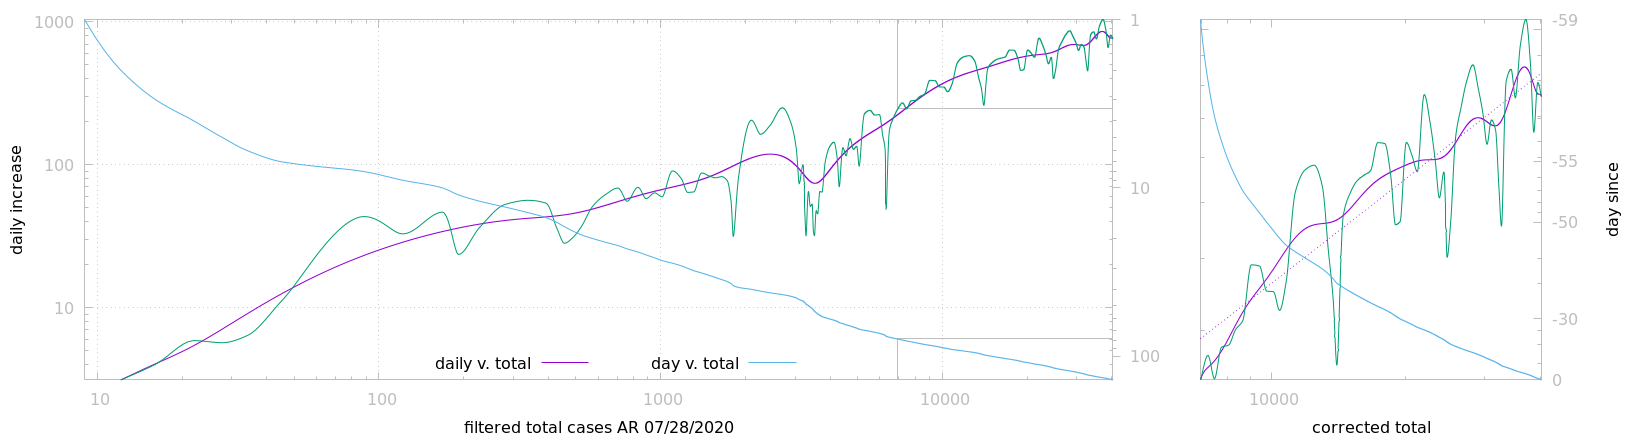 1000
100
10
daily increase
daily v. total
day v. total
10
100
1000
10000
filtered total cases AR 07/28/2020
1
10
100
10000
corrected total
-59
-55
-50
-30
0
day since